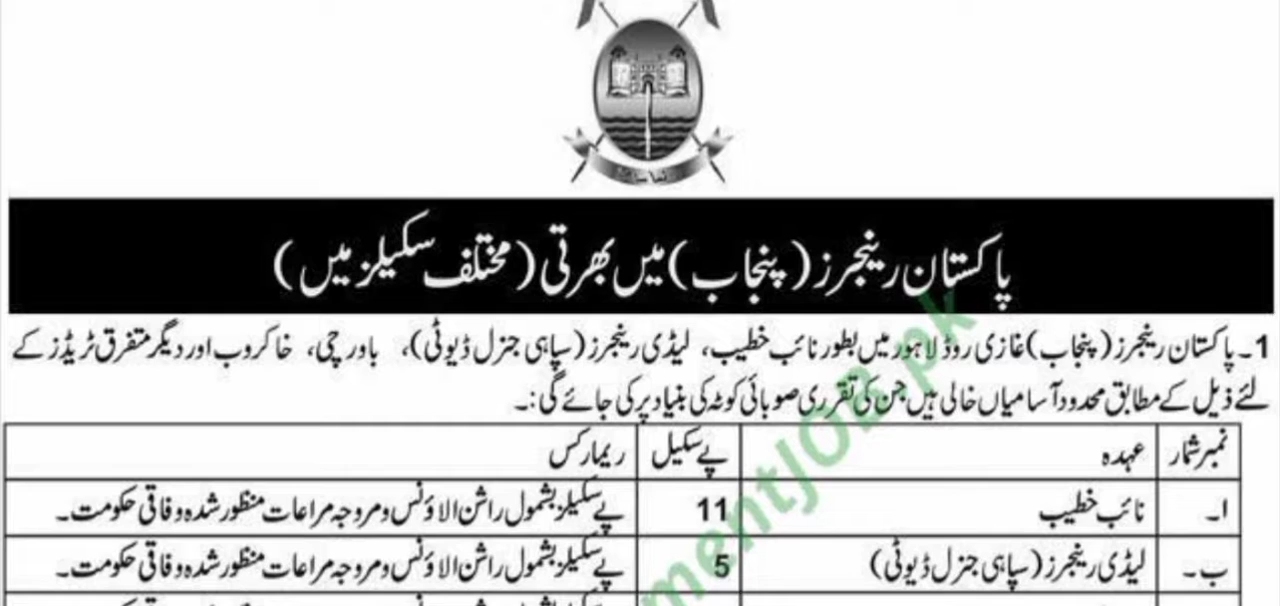 پاکستان رینجرز (پنجاب) میں بھرتی (مختلف سکیلز میں)
1۔ پاکستان رینجرز (پنجاب) غازی روڈ لاہور میں بطور نائب خطیب، لیڈی رینجرز (سپاہی جنرل ڈیوٹی)، باورچی، خاکروب اور دیگر متفرق ٹریڈز کے
لئے ذیل کے مطابق محدود آسامیاں خالی ہیں جن کی تقرری صوبائی کوٹہ کی بنیاد پر کی جائے گی:۔
نمبر شمار عہدہ پے سکیل ریمارکس
ا۔ نائب خطیب 11 پے سکیلز بشمول راشن الاؤنس و مروجہ مراعات منظور شدہ وفاقی حکومت۔
ب۔ لیڈی رینجرز (سپاہی جنرل ڈیوٹی) 5 پے سکیلز بشمول راشن الاؤنس و مروجہ مراعات منظور شدہ وفاقی حکومت۔
mentJOB.pk